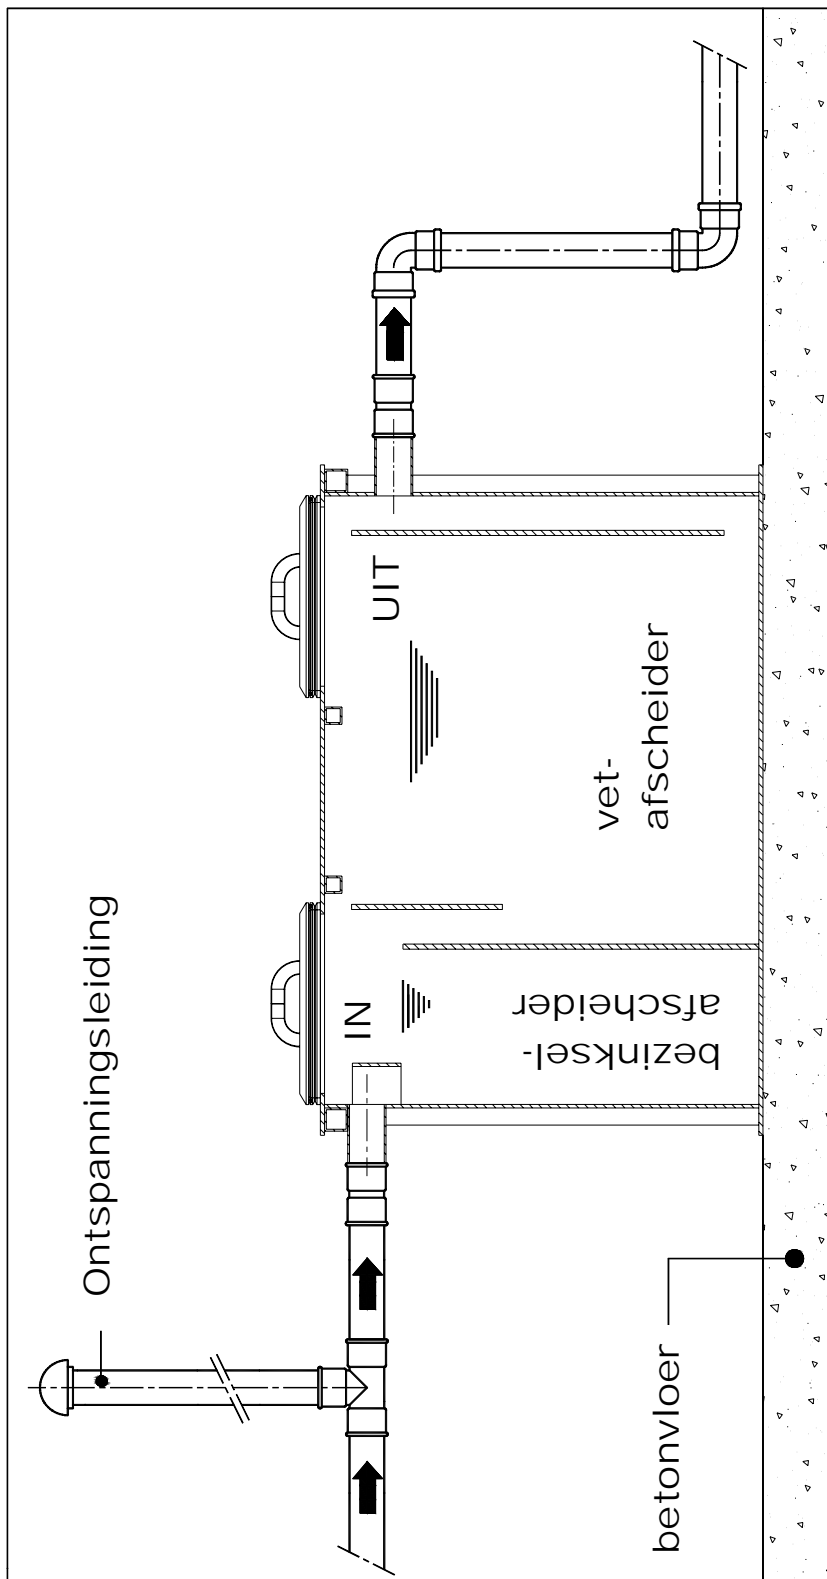 Ontspanningsleiding
IN
UIT
bezinksel-
afscheider
vet-
afscheider
betonvloer